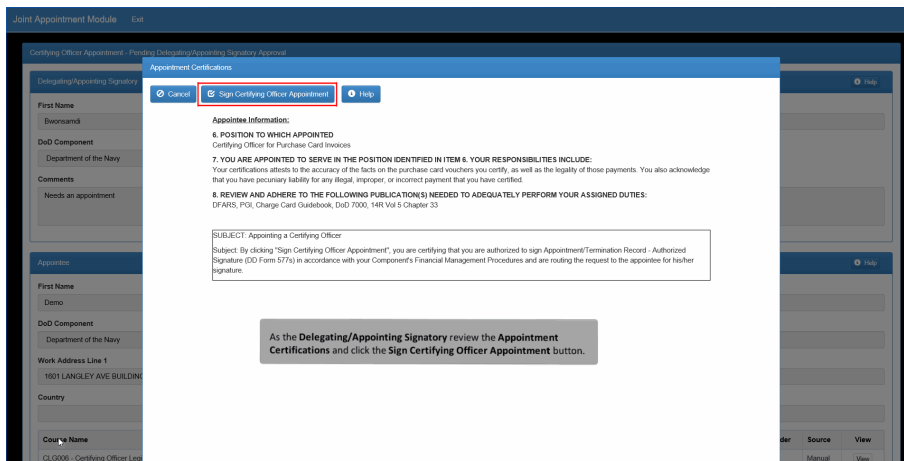 Joint Appointment Module Exit
Certifying Officer Appointment - Pending Delegating/Appointing Signatory Approval
Appointment Certifications
Delegating/Appointing Signatory
Help
Cancel
Sign Certifying Officer Appointment
Help
First Name
Bwonsamdi
DoD Component
Department of the Navy
Comments
Needs an appointment
Appointee Information:
6. POSITION TO WHICH APPOINTED
Certifying Officer for Purchase Card Invoices
7. YOU ARE APPOINTED TO SERVE IN THE POSITION IDENTIFIED IN ITEM 6. YOUR RESPONSIBILITIES INCLUDE:
Your certifications attests to the accuracy of the facts on the purchase card vouchers you certify, as well as the legality of those payments. You also acknowledge
that you have pecuniary liability for any illegal, improper, or incorrect payment that you have certified.
8. REVIEW AND ADHERE TO THE FOLLOWING PUBLICATION(S) NEEDED TO ADEQUATELY PERFORM YOUR ASSIGNED DUTIES:
DFARS, PGI, Charge Card Guidebook, DoD 7000, 14R Vol 5 Chapter 33
SUBJECT: Appointing a Certifying Officer
Subject: By clicking "Sign Certifying Officer Appointment", you are certifying that you are authorized to sign Appointment/Termination Record - Authorized
Signature (DD Form 577s) in accordance with your Component's Financial Management Procedures and are routing the request to the appointee for his/her
signature.
Appointee
Help
First Name
Demo
DoD Component
Department of the Navy
Work Address Line 1
1601 LANGLEY AVE BUILDING
Country
As the Delegating/Appointing Signatory review the Appointment
Certifications and click the Sign Certifying Officer Appointment button.
Course Name
der Source View
CLG006 - Certifying Officer Leg
Manual View